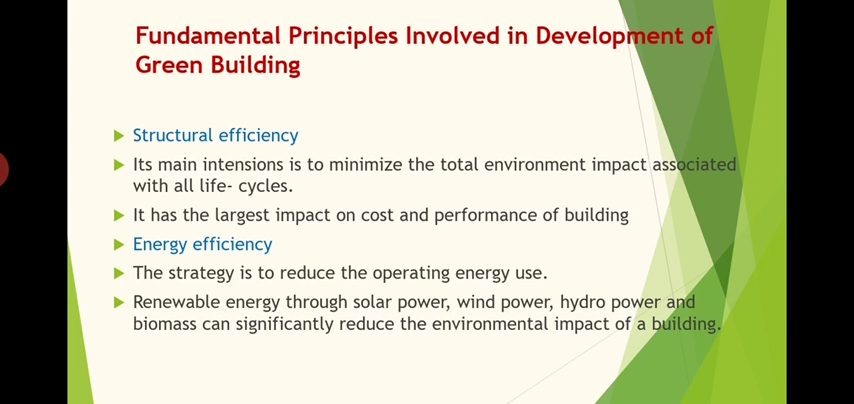 Fundamental Principles Involved in Development of
Green Building
Structural efficiency
Its main intensions is to minimize the total environment impact associated
with all life- cycles.
It has the largest impact on cost and performance of building
Energy efficiency
The strategy is to reduce the operating energy use.
Renewable energy through solar power, wind power, hydro power and
biomass can significantly reduce the environmental impact of a building.